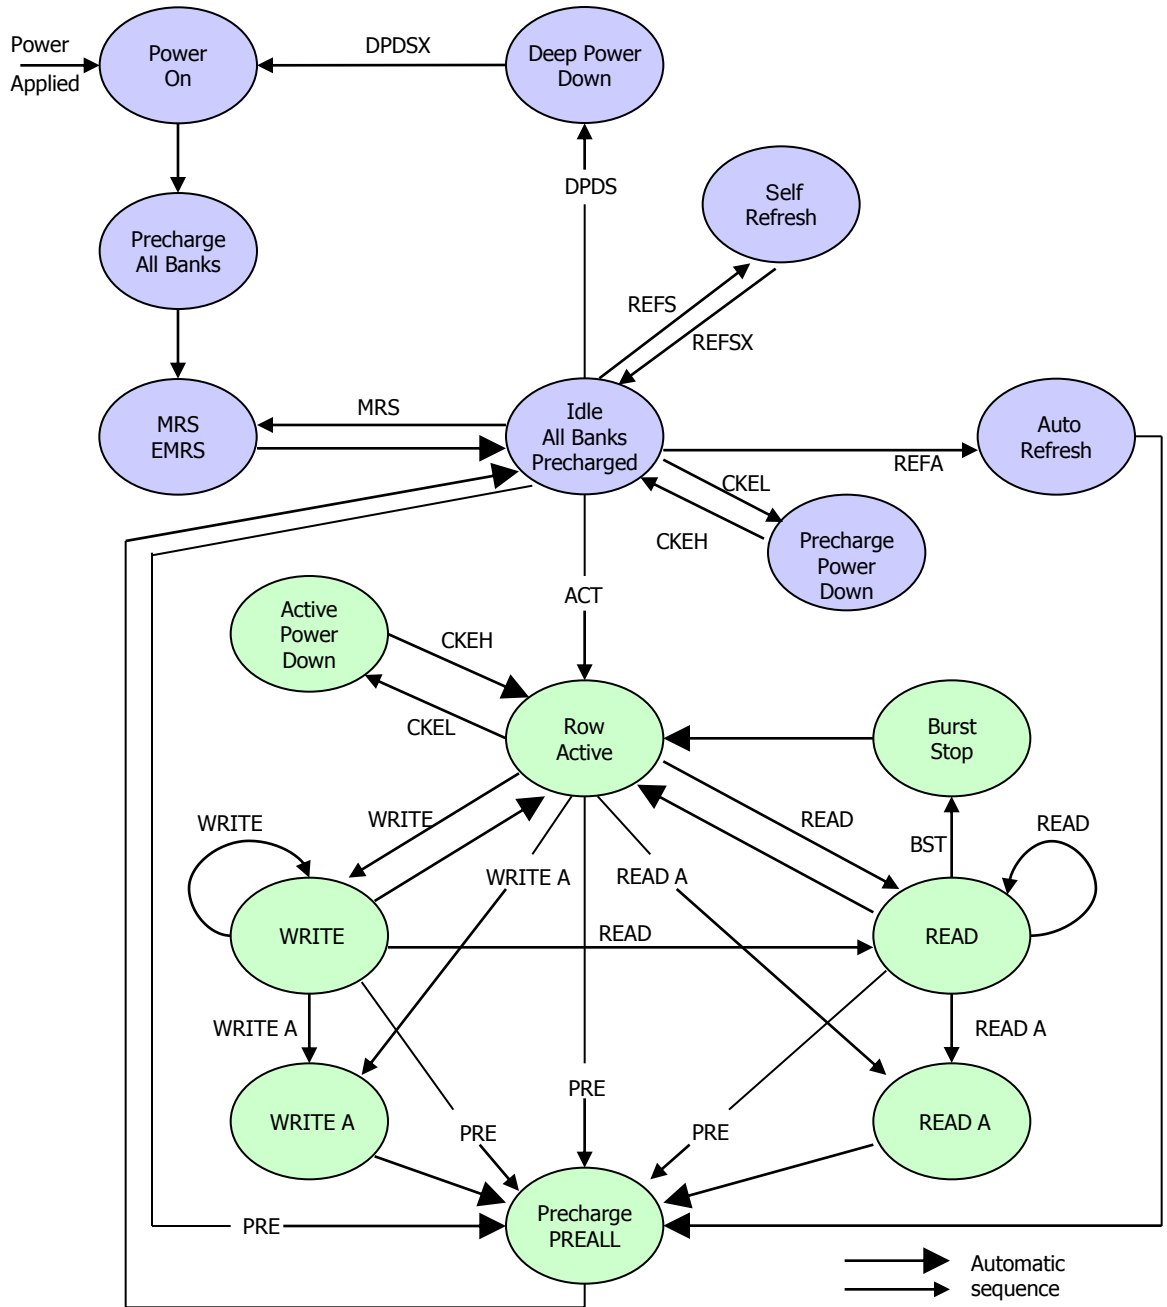 Power
Applied
Power
On
DPDSX
Deep Power
Down
DPDS
Self
Refresh
Precharge
All Banks
REFS
REFSX
MRS
EMRS
MRS
Idle
All Banks
Precharged
Auto
Refresh
REFA
CKEL
CKEH
Precharge
Power
Down
ACT
Active
Power
Down
CKEH
CKEL
Row
Active
Burst
Stop
WRITE
WRITE
READ
BST
READ
WRITE A
READ A
WRITE
READ
READ
WRITE A
READ A
PRE
WRITE A
PRE
PRE
READ A
PRE
Precharge
PREALL
Automatic
sequence